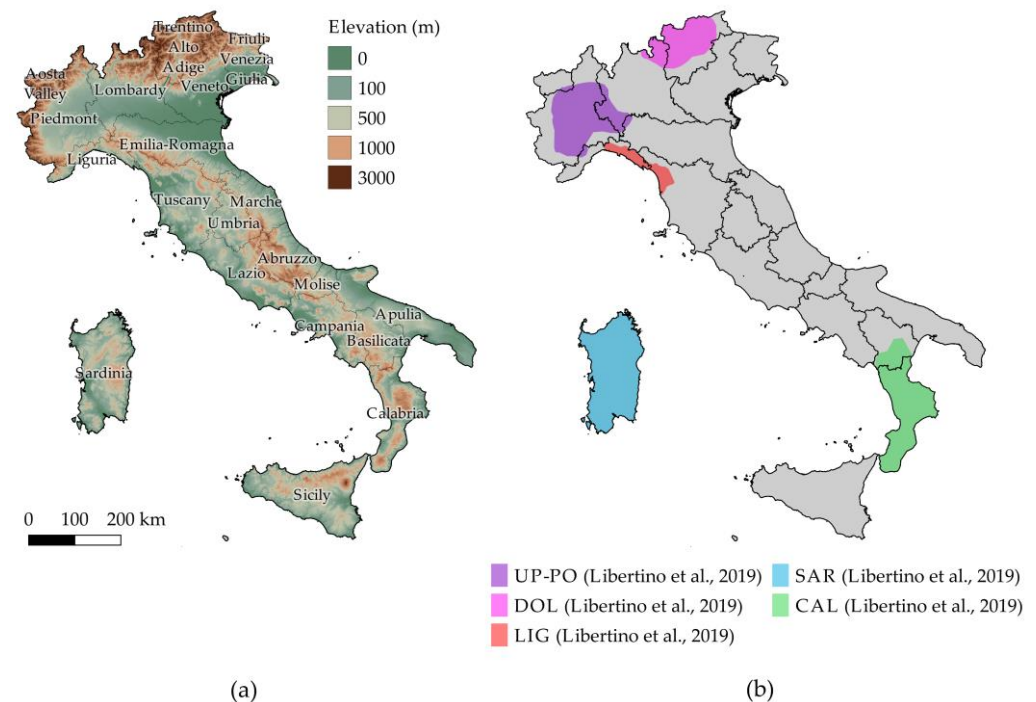 Trentino
Alto
Adige
Friuli
Venezia
Giulia
Aosta
Valley
Lombardy
Veneto
Piedmont
Emilia-Romagna
Liguria
Tuscany
Marche
Umbria
Abruzzo
Lazio
Molise
Apulia
Campania
Basilicata
Sardinia
Calabria
Sicily
Elevation (m)
0
100
500
1000
3000
0 100 200 km
UP-PO (Libertino et al., 2019)
DOL (Libertino et al., 2019)
LIG (Libertino et al., 2019)
SAR (Libertino et al., 2019)
CAL (Libertino et al., 2019)
(a)
(b)